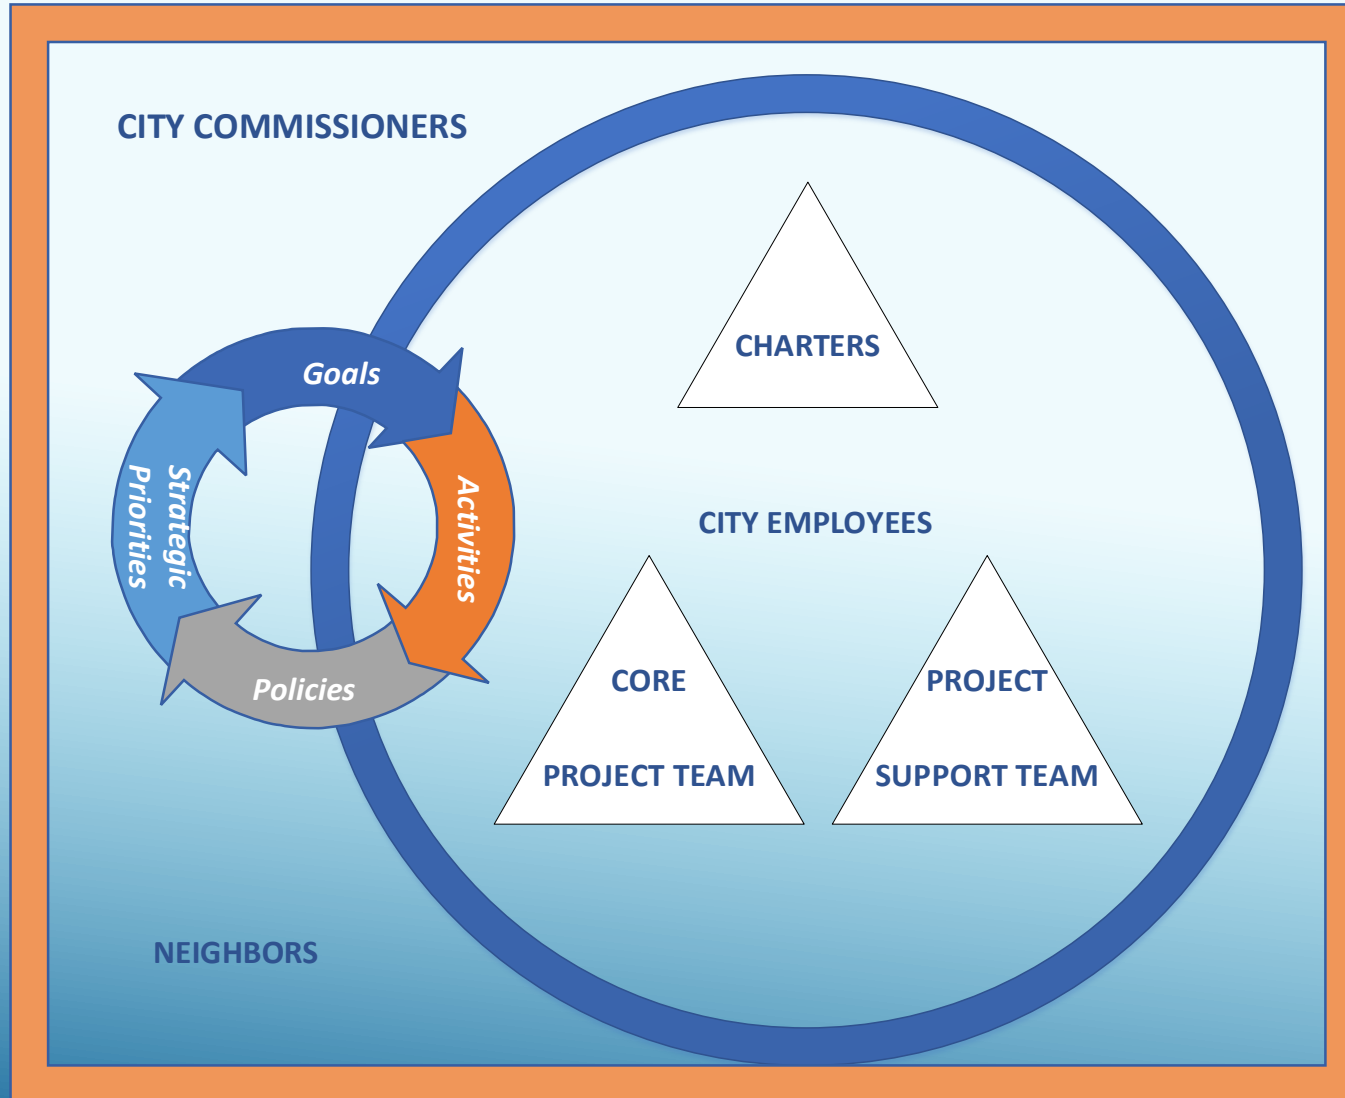 CITY COMMISSIONERS
CHARTERS
Goals
Strategic
Priorities
Activities
Policies
CITY EMPLOYEES
CORE
PROJECT TEAM
PROJECT
SUPPORT TEAM
NEIGHBORS